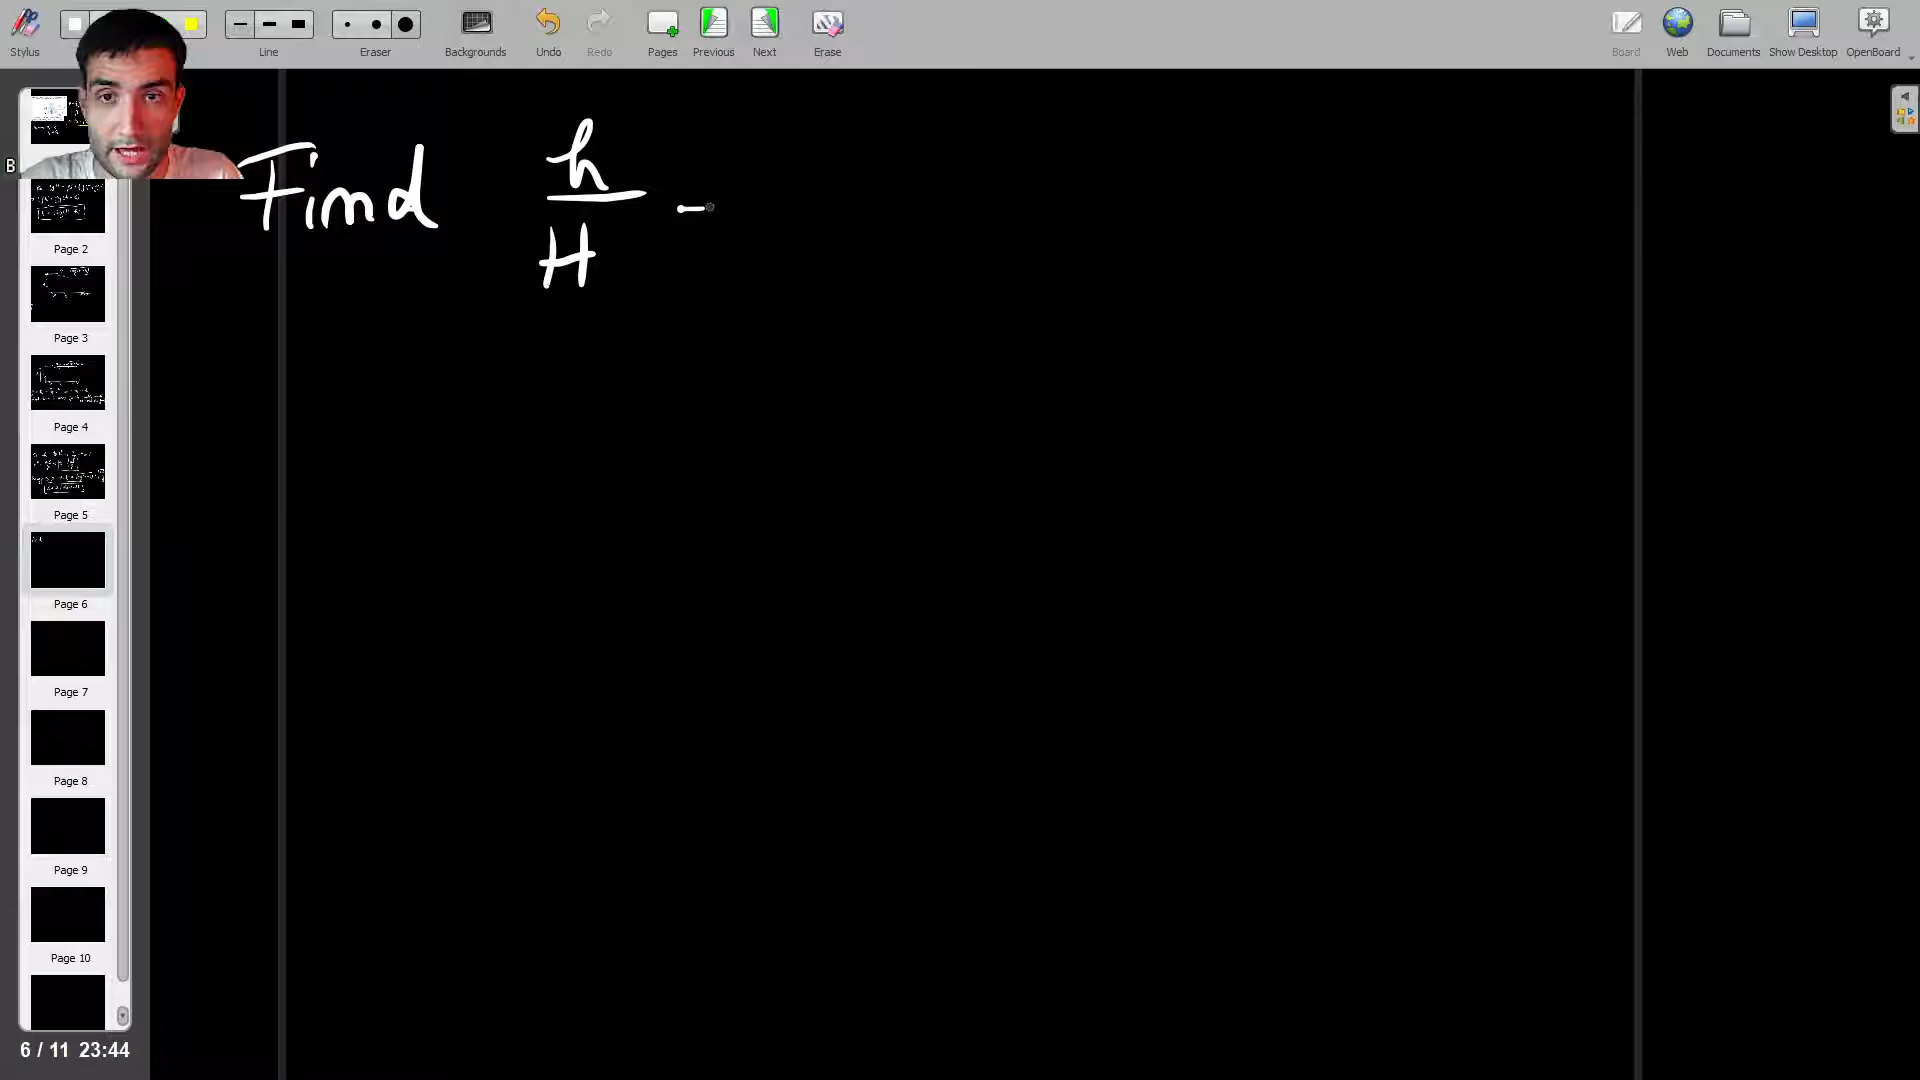 Stylus Line Eraser Backgrounds Undo Redo Pages Previous Next Erase Board Web Documents Show Desktop OpenBoard
B
Find h/H -
Page 2
Page 3
Page 4
Page 5
Page 6
Page 7
Page 8
Page 9
Page 10
6 / 11 23:44